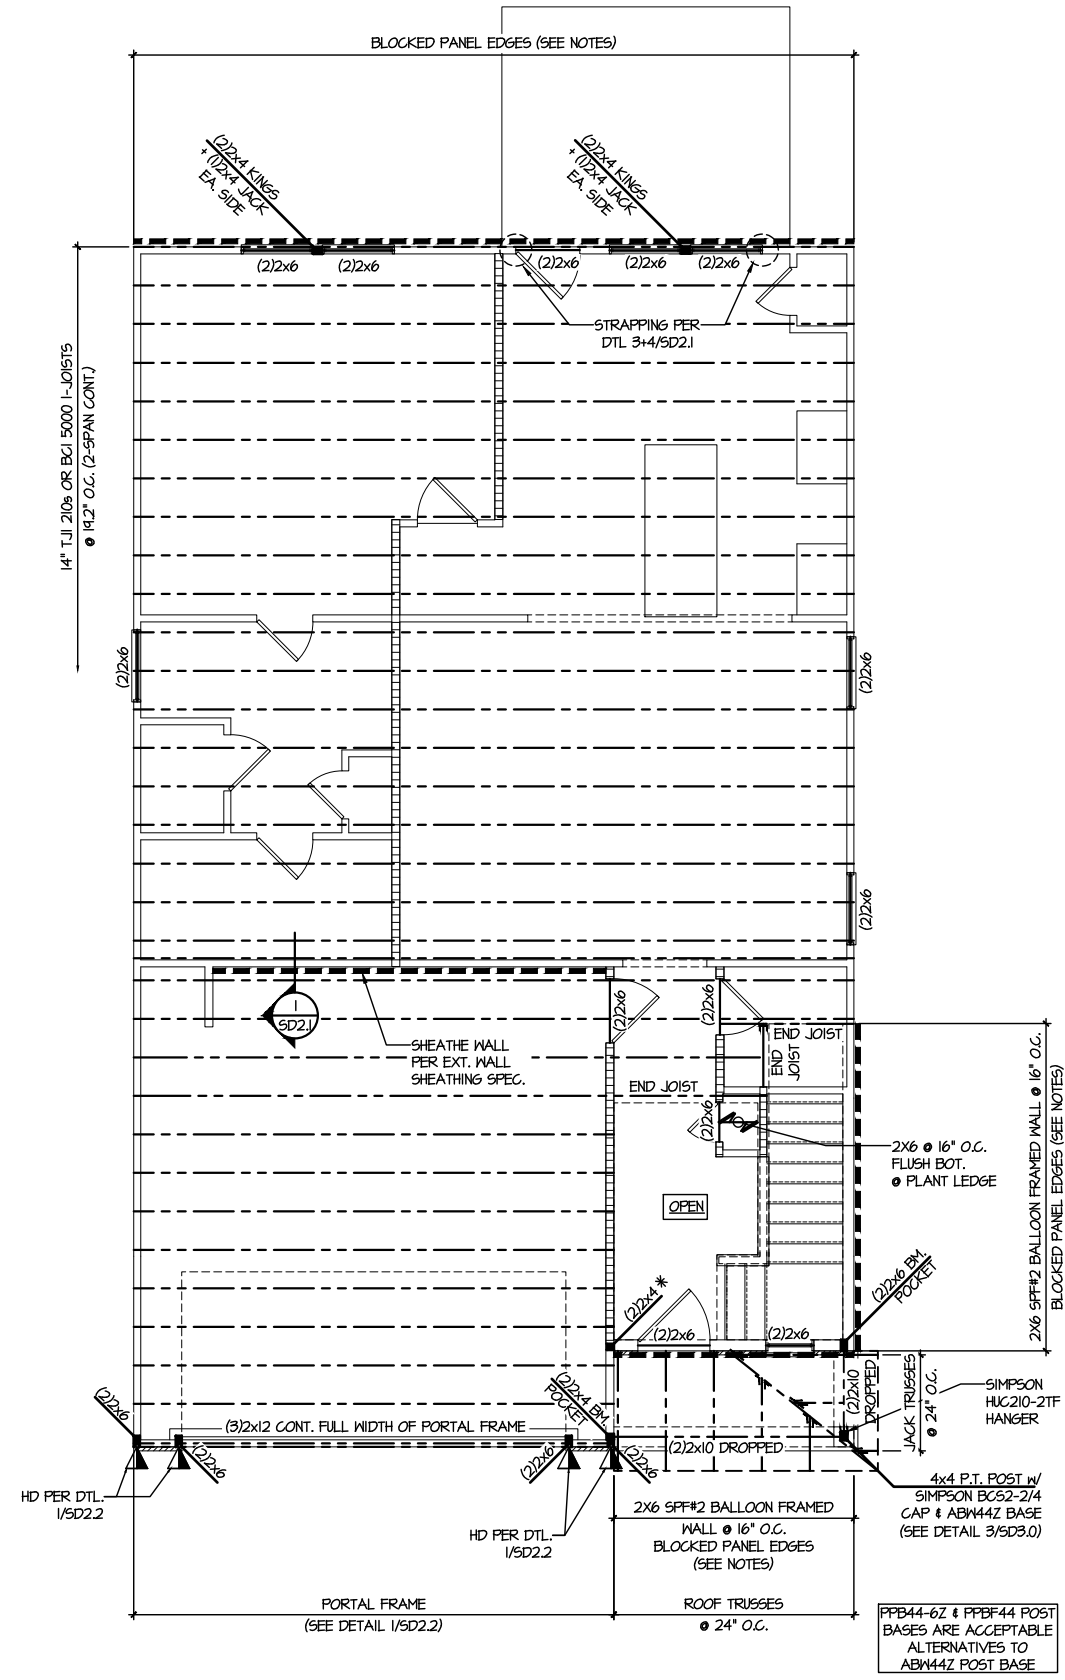 BLOCKED PANEL EDGES (SEE NOTES)
(2)2x4 KINGS
+ (1)2x4 JACK
EA. SIDE
(2)2x4 KINGS
+ (1)2x4 JACK
EA. SIDE
(2)2x6
(2)2x6
(2)2x6
(2)2x6
(2)2x6
STRAPPING PER
DTL 3+4/SD2.1
14" TJI 210s OR BCI 5000 I-JOISTS
@ 19.2" O.C. (2-SPAN CONT.)
(2)2x6
(2)2x6
(2)2x6
1
SD2.1
SHEATHE WALL
PER EXT. WALL
SHEATHING SPEC.
(2)2x6
(2)2x6
END JOIST
END
JOIST
END JOIST
(2)2x6
2X6 @ 16" O.C.
FLUSH BOT.
@ PLANT LEDGE
OPEN
2X6 SPF#2 BALLOON FRAMED WALL @ 16" O.C.
BLOCKED PANEL EDGES (SEE NOTES)
(2)2x4 *
(2)2x6
(2)2x6
(2)2x6 BM.
POCKET
(2)2x10
DROPPED
JACK TRUSSES
@ 24" O.C.
SIMPSON
HUC210-2TF
HANGER
(2)2x6
(2)2x6
(3)2x12 CONT. FULL WIDTH OF PORTAL FRAME
(2)2x4 BM.
POCKET
(2)2x6
(2)2x6
(2)2x10 DROPPED
HD PER DTL.
1/SD2.2
HD PER DTL.
1/SD2.2
4x4 P.T. POST w/
SIMPSON BCS2-2/4
CAP & ABW44Z BASE
(SEE DETAIL 3/SD3.0)
2X6 SPF#2 BALLOON FRAMED
WALL @ 16" O.C.
BLOCKED PANEL EDGES
(SEE NOTES)
PORTAL FRAME
(SEE DETAIL 1/SD2.2)
ROOF TRUSSES
@ 24" O.C.
PPB44-6Z & PPBF44 POST
BASES ARE ACCEPTABLE
ALTERNATIVES TO
ABW44Z POST BASE